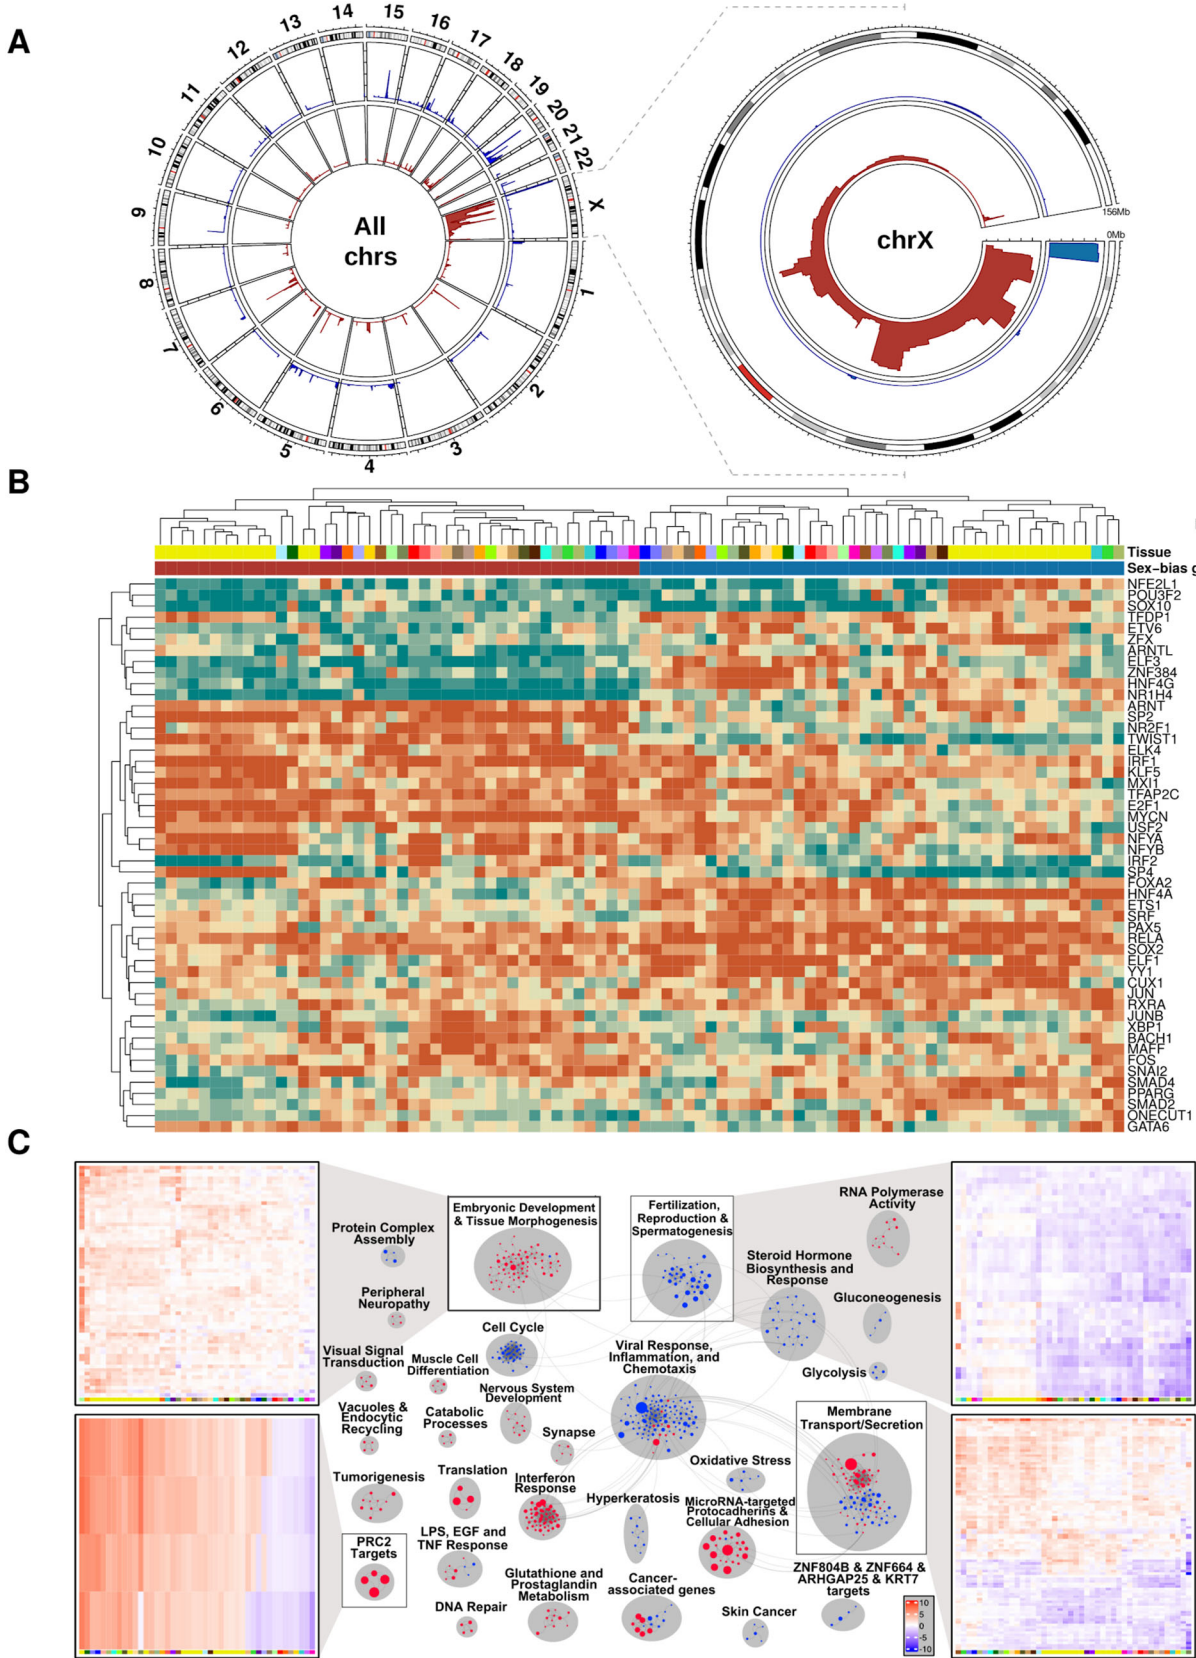 A
1
2
3
4
5
6
7
8
9
10
11
12
13
14
15
16
17
18
19
20
21
22
X
All
chrs
chrX
156Mb
0Mb
B
Tissue
Sex-bias g
NFE2L1
POU3F2
SOX10
TFDP1
ETV6
ZFX
ARNTL
ELF3
ZNF384
HNF4G
NR1H4
ARNT
SP2
NR2F1
TWIST1
ELK4
IRF1
KLF5
MXI1
TFAP2C
E2F1
MYCN
USF2
NFYA
NFYB
IRF2
SP4
FOXA2
HNF4A
ETS1
SRF
PAX5
RELA
SOX2
ELF1
YY1
CUX1
JUN
RXRA
JUNB
XBP1
BACH1
MAFF
FOS
SNAI2
SMAD4
PPARG
SMAD2
ONECUT1
GATA6
C
Embryonic Development
& Tissue Morphogenesis
Fertilization,
Reproduction &
Spermatogenesis
RNA Polymerase
Activity
Protein Complex
Assembly
Steroid Hormone
Biosynthesis and
Response
Peripheral
Neuropathy
Gluconeogenesis
Cell Cycle
Viral Response,
Inflammation, and
Chemotaxis
Visual Signal
Transduction
Muscle Cell
Differentiation
Glycolysis
Nervous System
Development
Vacuoles &
Endocytic
Recycling
Catabolic
Processes
Membrane
Transport/Secretion
Synapse
Oxidative Stress
Tumorigenesis
Translation
Interferon
Response
Hyperkeratosis
MicroRNA-targeted
Protocadherins &
Cellular Adhesion
PRC2
Targets
LPS, EGF and
TNF Response
Glutathione and
Prostaglandin
Metabolism
Cancer-
associated genes
ZNF804B & ZNF664 &
ARHGAP25 & KRT7
targets
DNA Repair
Skin Cancer
10
5
0
-5
-10